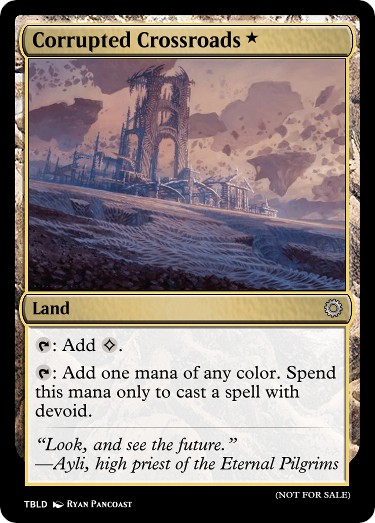 Corrupted Crossroads ★
Land
: Add .
: Add one mana of any color. Spend
this mana only to cast a spell with
devoid.
“Look, and see the future.”
—Ayli, high priest of the Eternal Pilgrims
(NOT FOR SALE)
TBLD RYAN PANCOAST